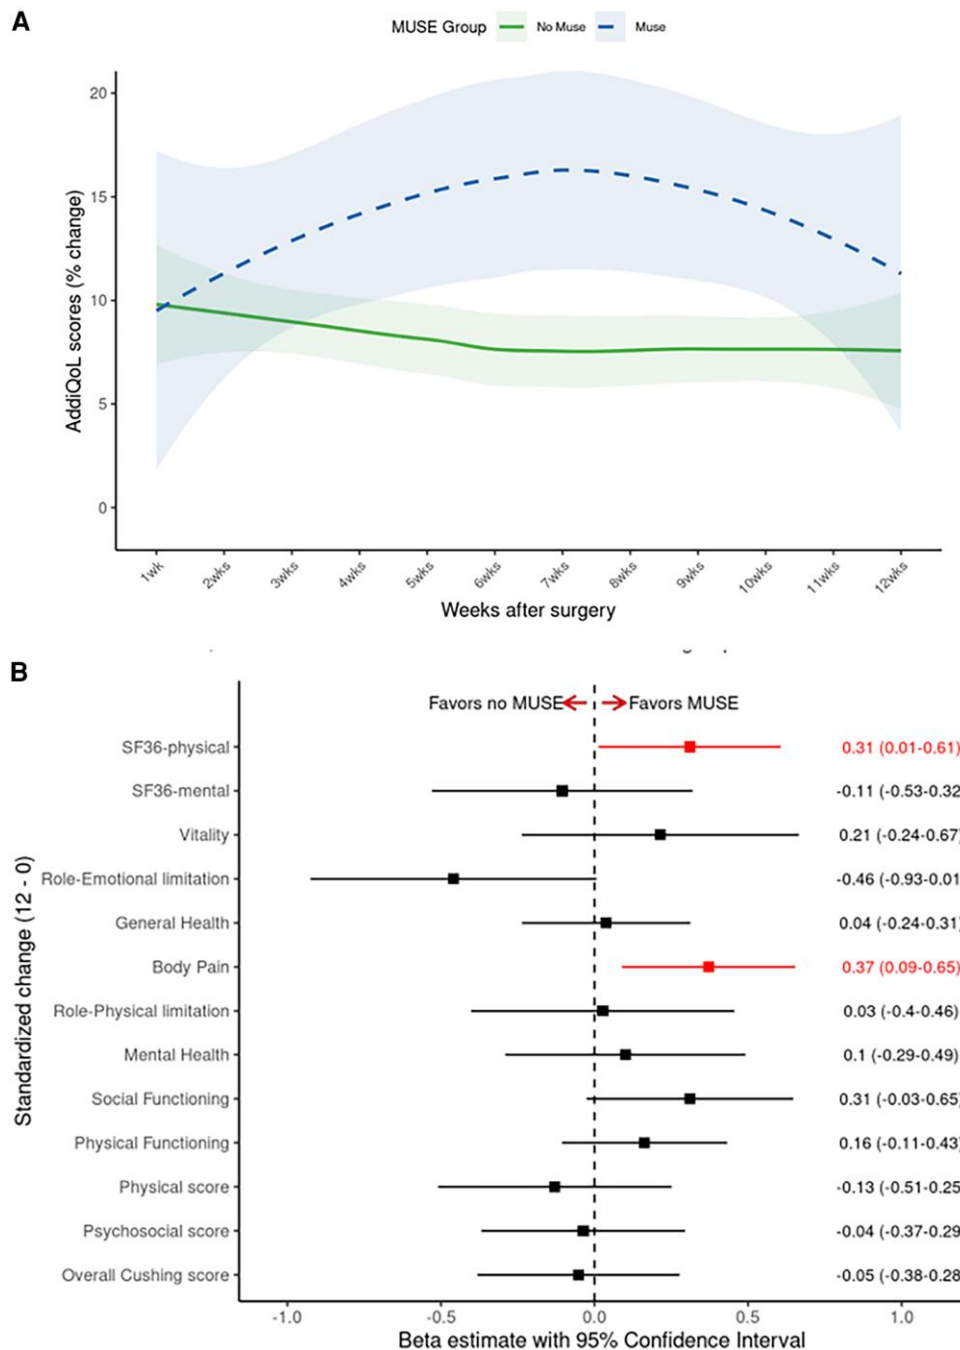 A
MUSE Group No Muse Muse
AddiQoL scores (% change)
20
15
10
5
0
1wk 2wks 3wks 4wks 5wks 6wks 7wks 8wks 9wks 10wks 11wks 12wks
Weeks after surgery
B
Favors no MUSE Favors MUSE
Standardized change (12 - 0)
SF36-physical 0.31 (0.01-0.61)
SF36-mental -0.11 (-0.53-0.32
Vitality 0.21 (-0.24-0.67)
Role-Emotional limitation -0.46 (-0.93-0.01
General Health 0.04 (-0.24-0.31)
Body Pain 0.37 (0.09-0.65)
Role-Physical limitation 0.03 (-0.4-0.46)
Mental Health 0.1 (-0.29-0.49)
Social Functioning 0.31 (-0.03-0.65)
Physical Functioning 0.16 (-0.11-0.43)
Physical score -0.13 (-0.51-0.25
Psychosocial score -0.04 (-0.37-0.29
Overall Cushing score -0.05 (-0.38-0.28
-1.0 -0.5 0.0 0.5 1.0
Beta estimate with 95% Confidence Interval